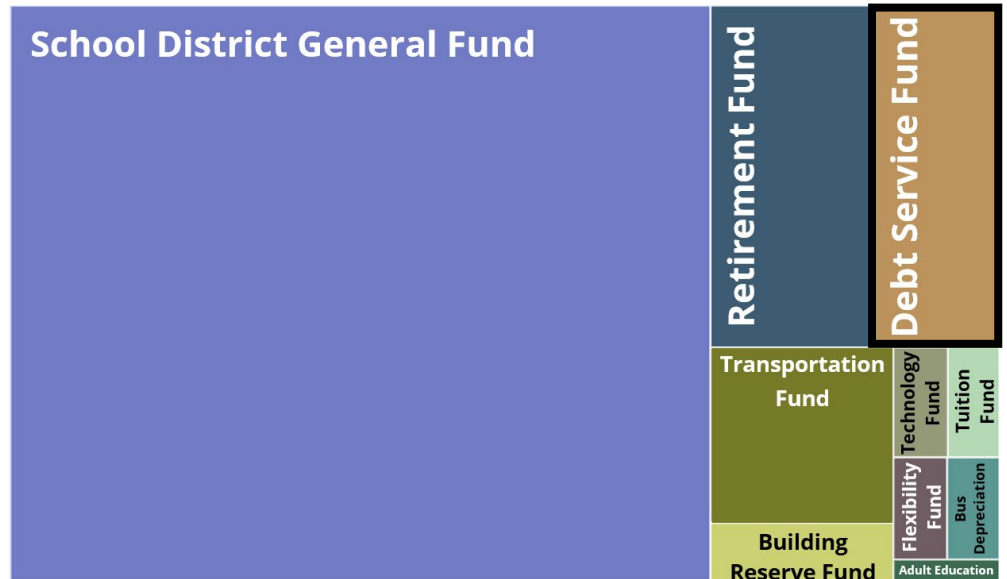 School District General Fund
Retirement Fund
Debt Service Fund
Transportation
Fund
Technology
Fund
Tuition
Fund
Flexibility
Fund
Bus
Depreciation
Building
Reserve Fund
Adult Education